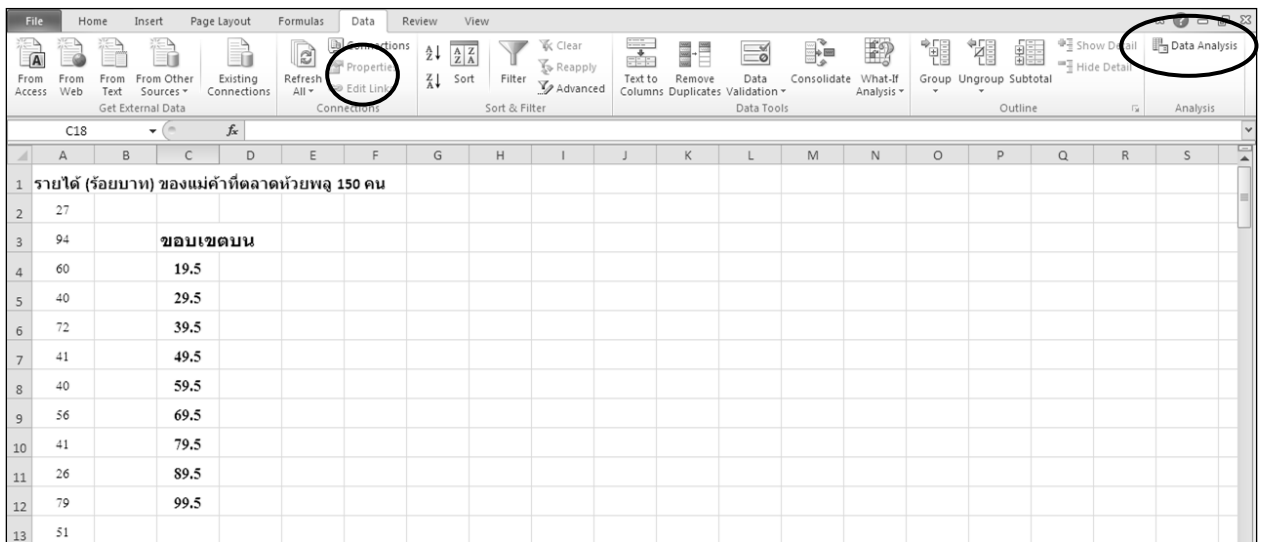 File Home Insert Page Layout Formulas Data Review View
From Access From Web From Text From Other Sources Existing Connections Refresh All Connections Properties Edit Links Sort Filter Clear Reapply Advanced Text to Columns Remove Duplicates Data Validation Consolidate What-If Analysis Group Ungroup Subtotal Show Detail Hide Detail Data Analysis
Get External Data Connections Sort & Filter Data Tools Outline Analysis
C18 fx
A B C D E F G H I J K L M N O P Q R S
1 รายได้ (ร้อยบาท) ของแม่ค้าที่ตลาดห้วยพลู 150 คน
2 27
3 94 ขอบเขตบน
4 60 19.5
5 40 29.5
6 72 39.5
7 41 49.5
8 40 59.5
9 56 69.5
10 41 79.5
11 26 89.5
12 79 99.5
13 51